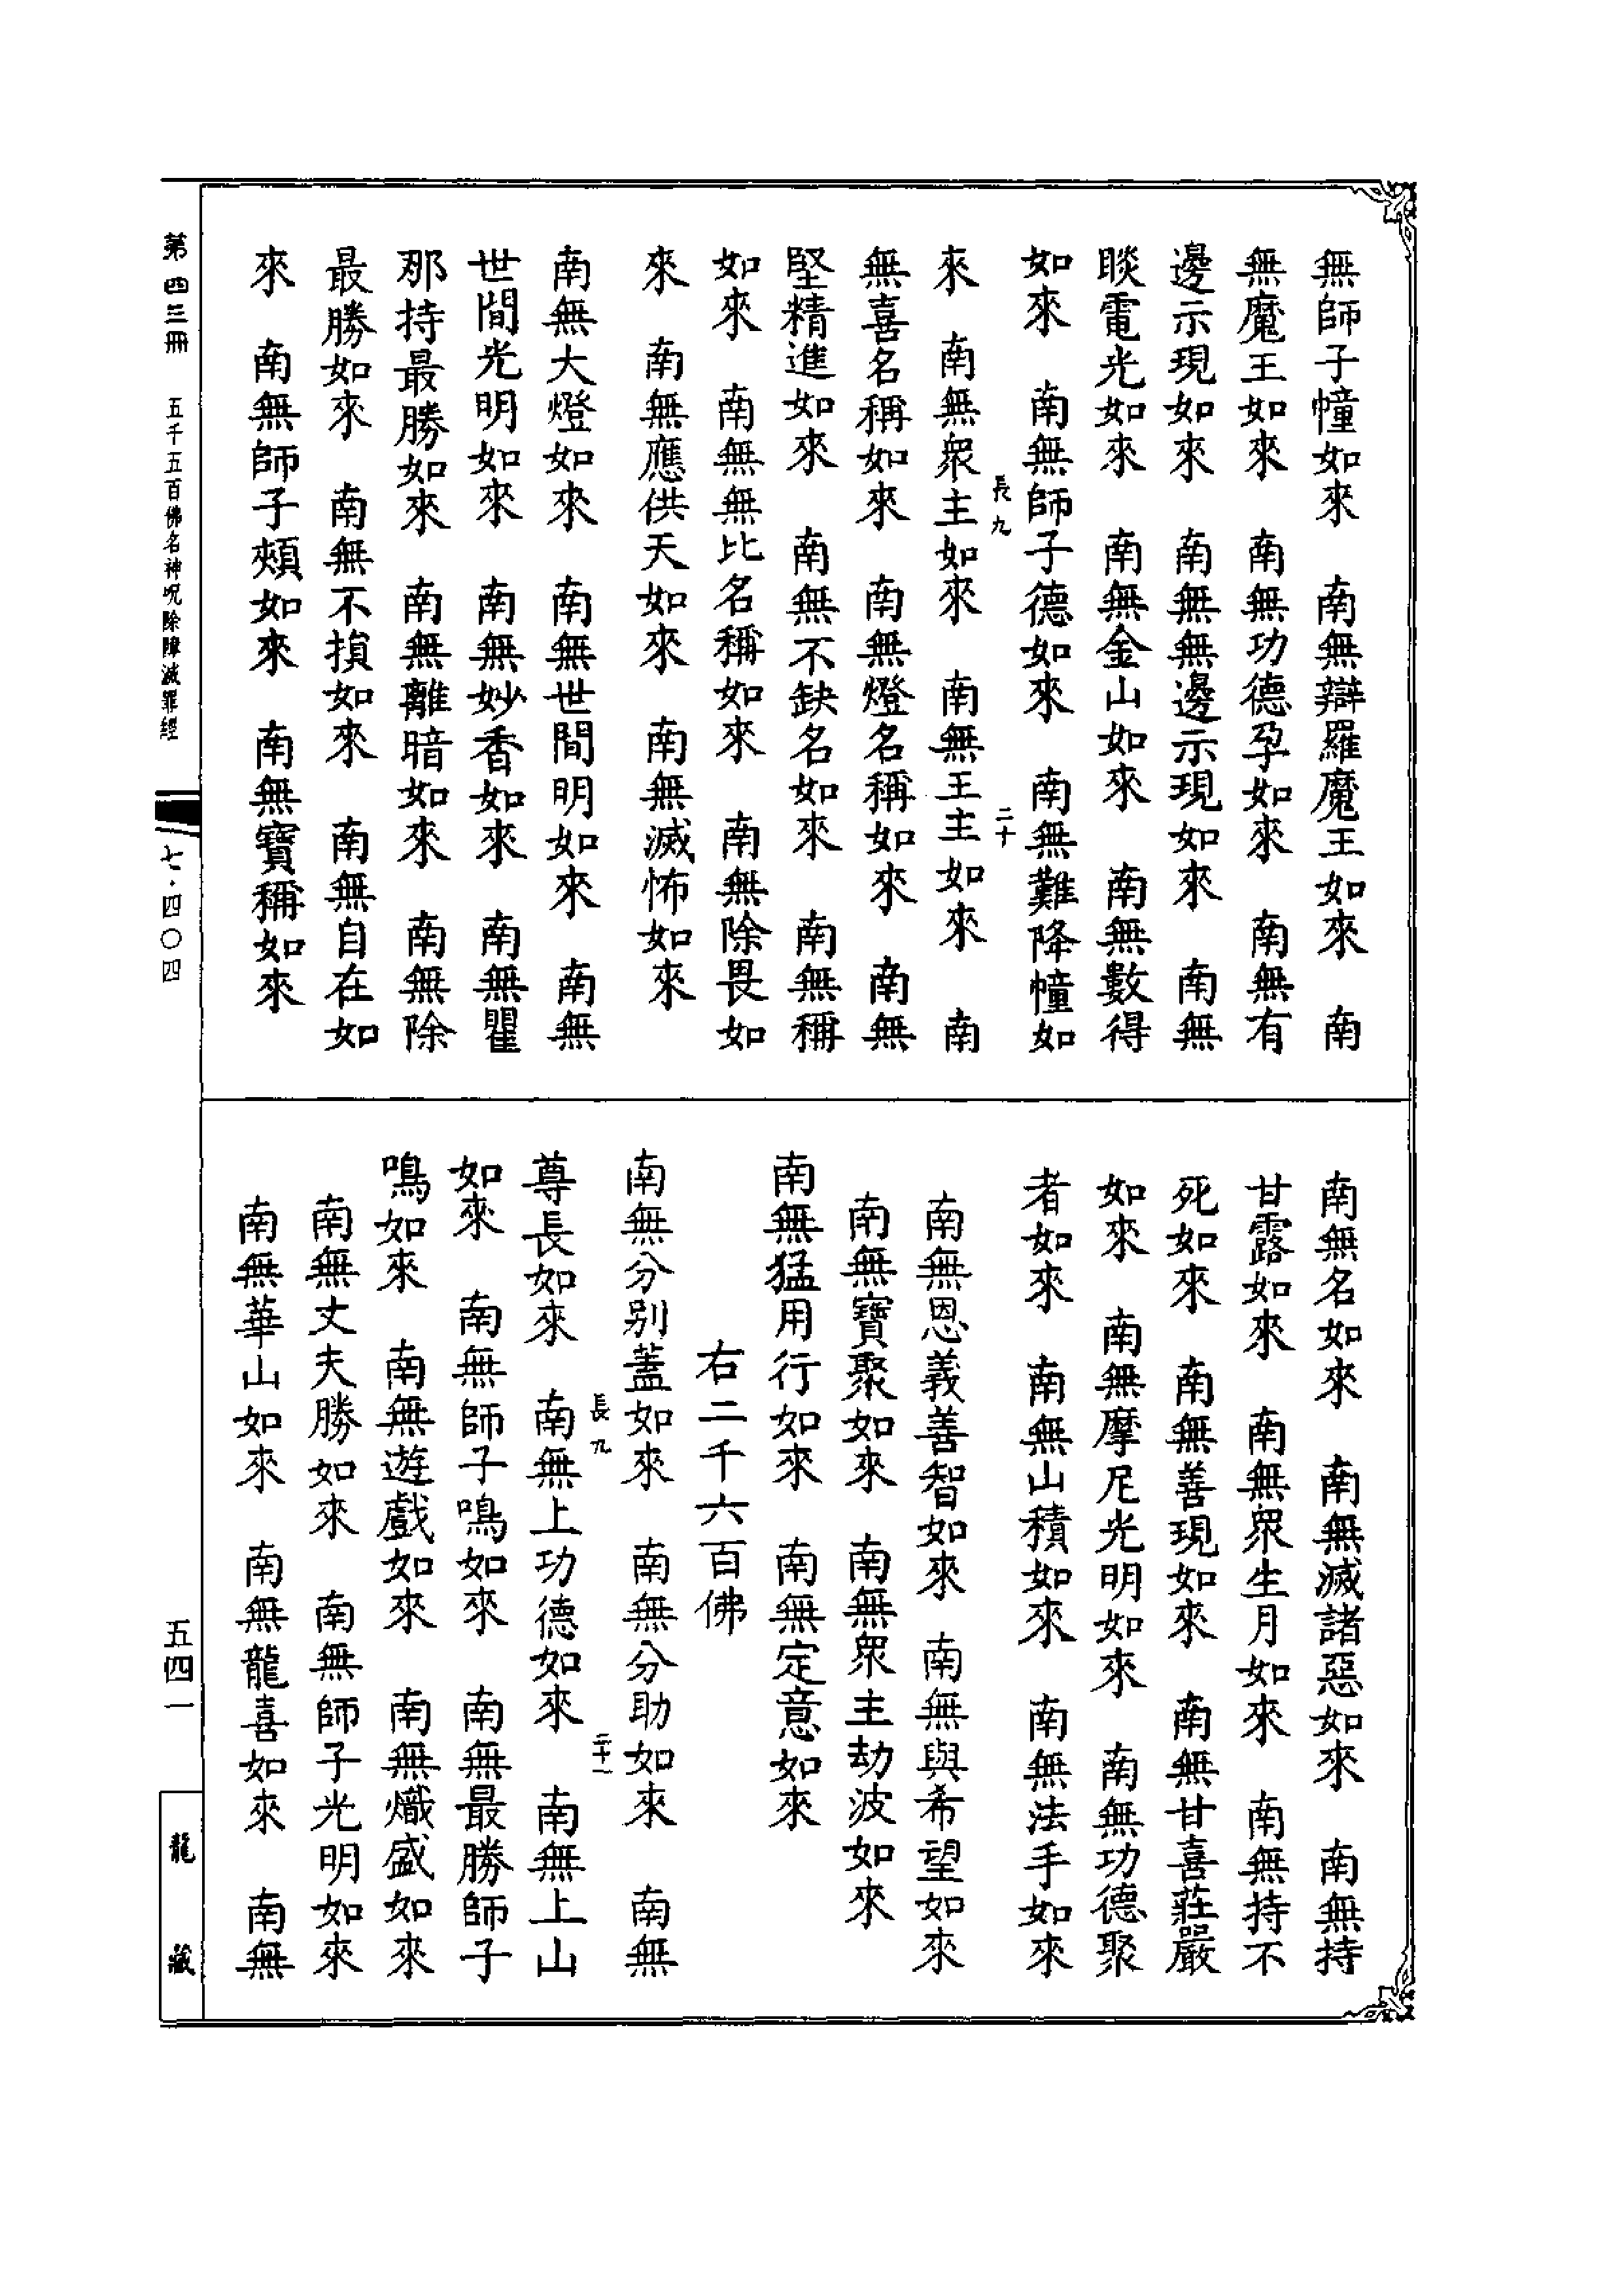 無師子幢如來　南無辯羅魔王如來　南
無魔王如來　南無功德孕如來　南無有
邊示現如來　南無無邊示現如來　南無
睒電光如來　南無金山如來　南無數得
如來　南無師子德如來　南無難降幢如
長九　二十
來　南無衆主如來　南無王主如來　南
無喜名稱如來　南無燈名稱如來　南無
堅精進如來　南無不缺名如來　南無稱
如來　南無無比名稱如來　南無除畏如
來　南無應供天如來　南無滅怖如來
南無大燈如來　南無世間明如來　南無
世間光明如來　南無妙香如來　南無瞿
那持最勝如來　南無離暗如來　南無除
最勝如來　南無不損如來　南無自在如
來　南無師子頰如來　南無寶稱如來
南無名如來　南無滅諸惡如來　南無持
甘露如來　南無眾生月如來　南無持不
死如來　南無善現如來　南無甘喜莊嚴
如來　南無摩尼光明如來　南無功德聚
者如來　南無山積如來　南無法手如來
南無恩義善智如來　南無與希望如來
南無寶聚如來　南無眾主劫波如來
南無猛用行如來　南無定意如來
右二千六百佛
南無分别蓋如來　南無分助如來　南無
長九　二十一
尊長如來　南無上功德如來　南無上山
如來　南無師子鳴如來　南無最勝師子
鳴如來　南無遊戲如來　南無熾盛如來
南無丈夫勝如來　南無師子光明如來
南無華山如來　南無龍喜如來　南無
第四三冊　五千五百佛名神呪除障滅罪經
七·四〇四
五四一
龍藏